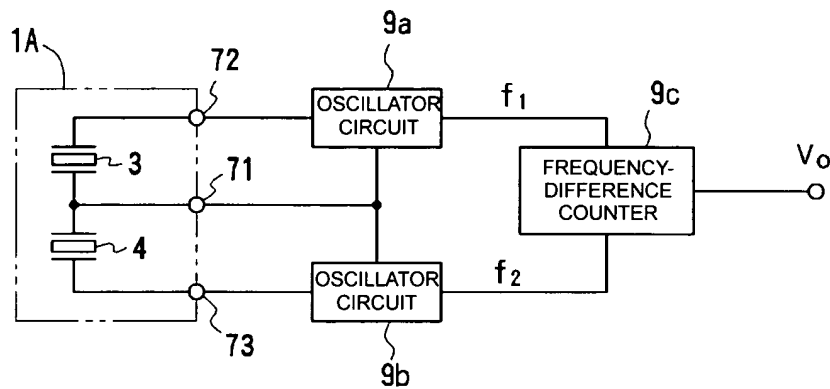 1A
72
9a
OSCILLATOR
CIRCUIT
f1
9c
3
71
FREQUENCY-
DIFFERENCE
COUNTER
Vo
4
OSCILLATOR
CIRCUIT
f2
73
9b